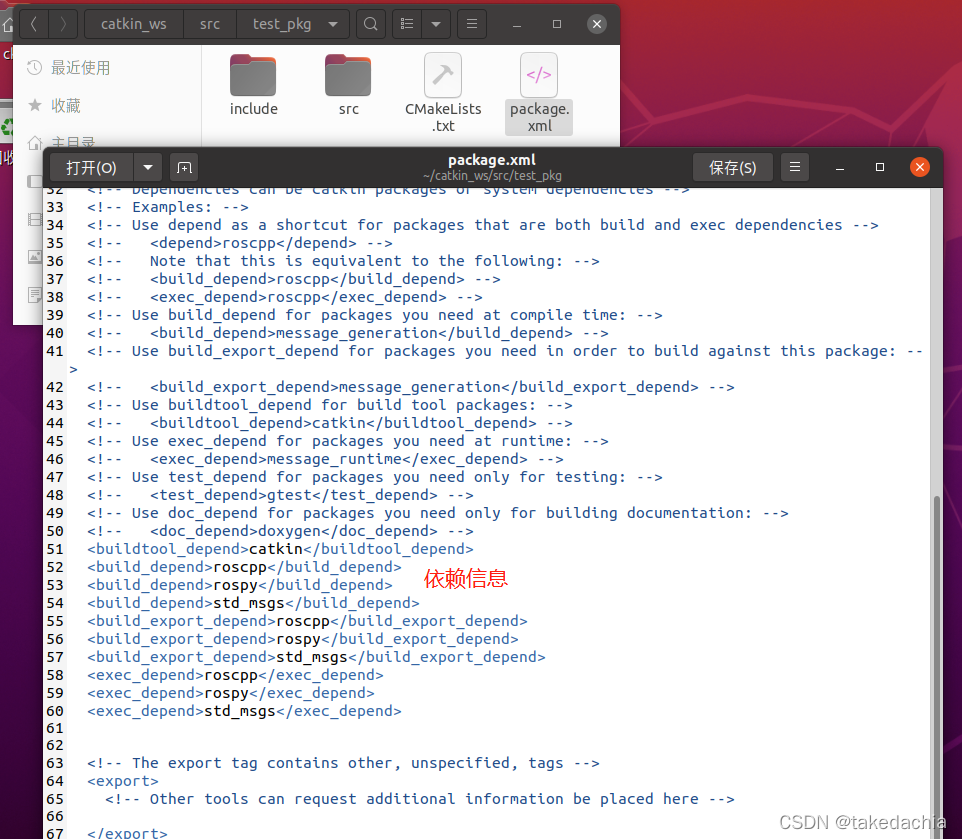 catkin_ws src test_pkg
最近使用
收藏
主目录
include
src
CMakeLists
.txt
package.
xml
打开(O)
package.xml
~/catkin_ws/src/test_pkg
保存(S)
32 <!-- Dependencies can be catkin packages or system dependencies -->
33 <!-- Examples: -->
34 <!-- Use depend as a shortcut for packages that are both build and exec dependencies -->
35 <!--   <depend>roscpp</depend> -->
36 <!--   Note that this is equivalent to the following: -->
37 <!--   <build_depend>roscpp</build_depend> -->
38 <!--   <exec_depend>roscpp</exec_depend> -->
39 <!-- Use build_depend for packages you need at compile time: -->
40 <!--   <build_depend>message_generation</build_depend> -->
41 <!-- Use build_export_depend for packages you need in order to build against this package: --
>
42 <!--   <build_export_depend>message_generation</build_export_depend> -->
43 <!-- Use buildtool_depend for build tool packages: -->
44 <!--   <buildtool_depend>catkin</buildtool_depend> -->
45 <!-- Use exec_depend for packages you need at runtime: -->
46 <!--   <exec_depend>message_runtime</exec_depend> -->
47 <!-- Use test_depend for packages you need only for testing: -->
48 <!--   <test_depend>gtest</test_depend> -->
49 <!-- Use doc_depend for packages you need only for building documentation: -->
50 <!--   <doc_depend>doxygen</doc_depend> -->
51 <buildtool_depend>catkin</buildtool_depend>
52 <build_depend>roscpp</build_depend>
依赖信息
53 <build_depend>rospy</build_depend>
54 <build_depend>std_msgs</build_depend>
55 <build_export_depend>roscpp</build_export_depend>
56 <build_export_depend>rospy</build_export_depend>
57 <build_export_depend>std_msgs</build_export_depend>
58 <exec_depend>roscpp</exec_depend>
59 <exec_depend>rospy</exec_depend>
60 <exec_depend>std_msgs</exec_depend>
61
62
63 <!-- The export tag contains other, unspecified, tags -->
64 <export>
65   <!-- Other tools can request additional information be placed here -->
66
67 </export>
CSDN @takedachia